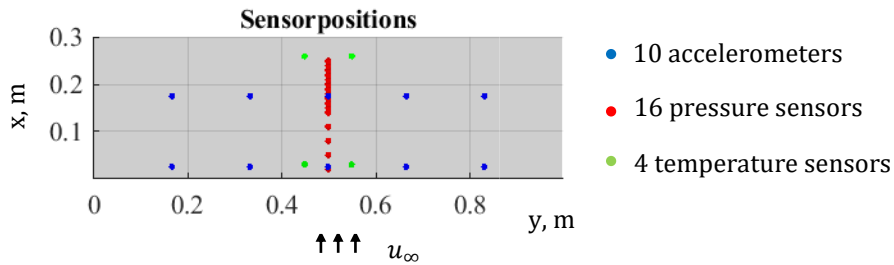 Sensorpositions
x, m
0.3
0.2
0.1
0
0.2
0.4
0.6
0.8
y, m
u∞
10 accelerometers
16 pressure sensors
4 temperature sensors